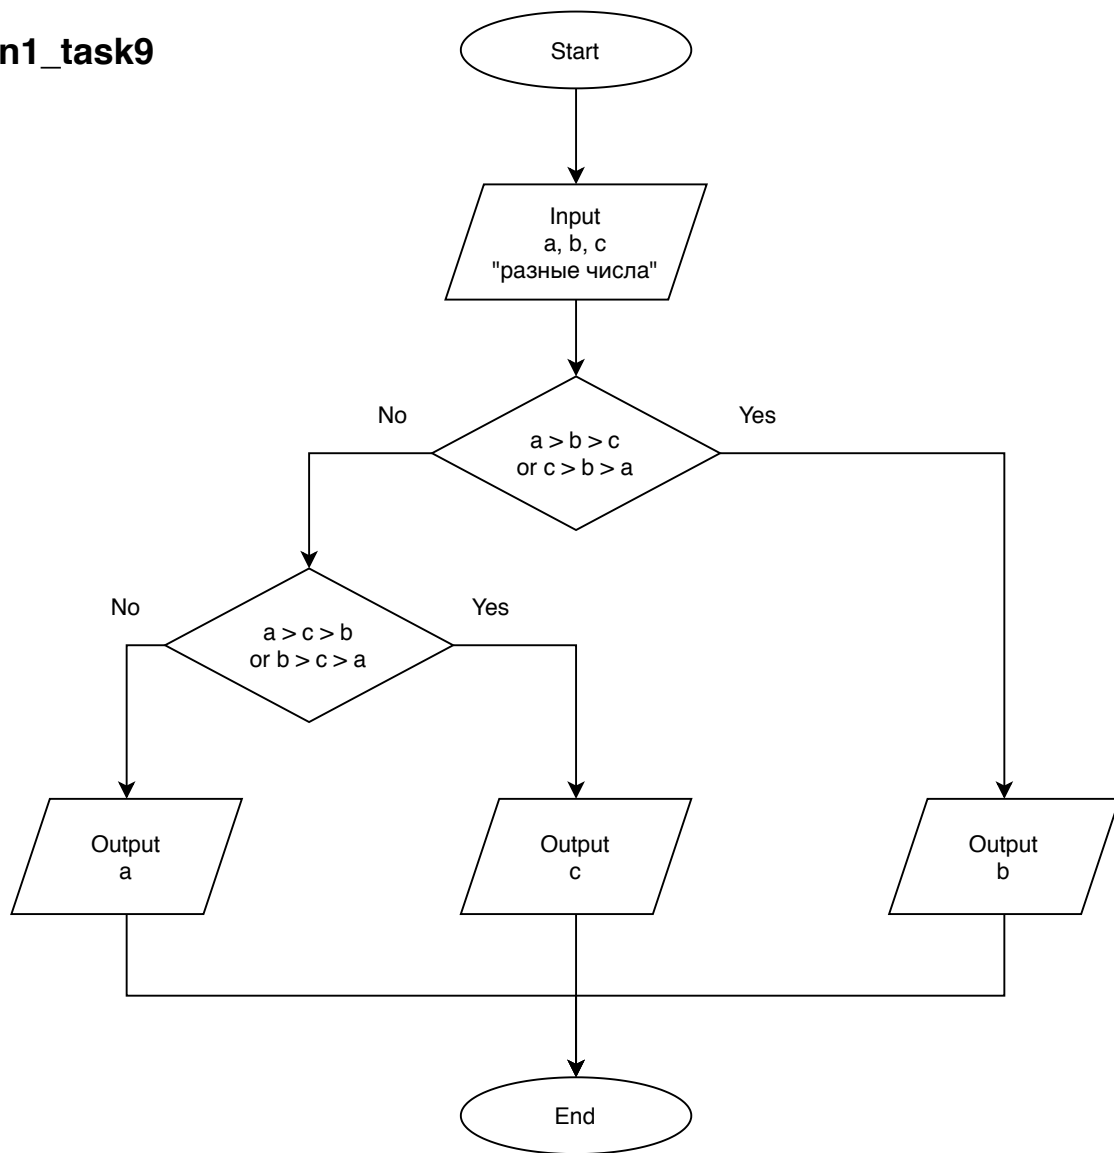 n1_task9
Start
Input
a, b, c
"разные числа"
No
Yes
a > b > c
or c > b > a
No
Yes
a > c > b
or b > c > a
Output
a
Output
c
Output
b
End